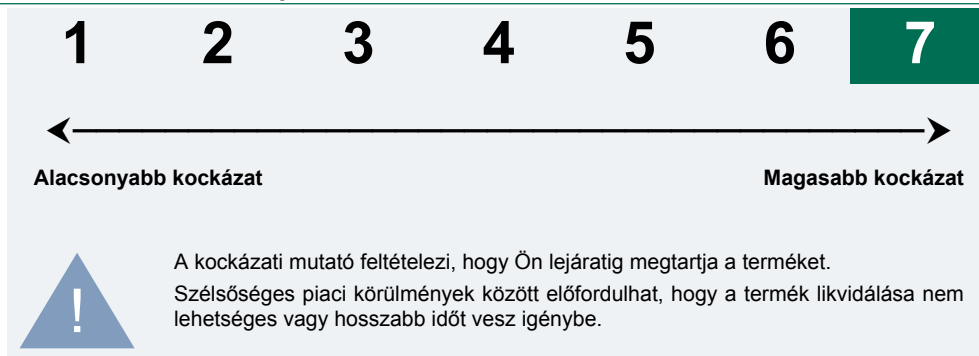 1 2 3 4 5 6 7
Alacsonyabb kockázat Magasabb kockázat
!
A kockázati mutató feltételezi, hogy Ön lejáratig megtartja a terméket.
Szélsőséges piaci körülmények között előfordulhat, hogy a termék likvidálása nem
lehetséges vagy hosszabb időt vesz igénybe.